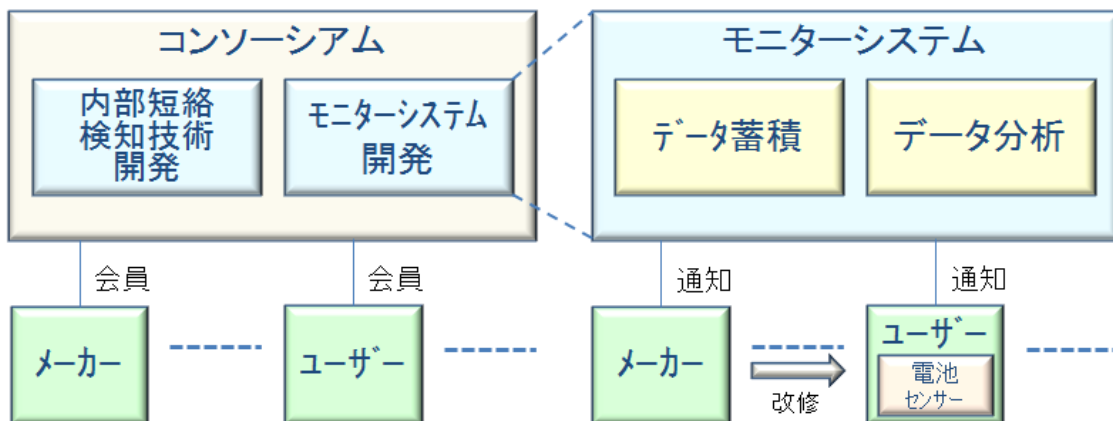 コンソーシアム
内部短絡
検知技術
開発
モニターシステム
開発
モニターシステム
データ蓄積
データ分析
会員
会員
通知
通知
メーカー
ユーザー
メーカー
改修
ユーザー
電池
センサー